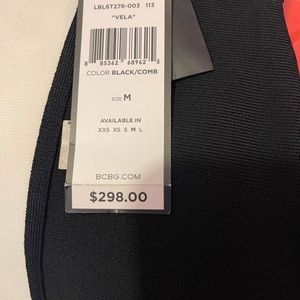 LBL6T276-003 113
"VELA"
8 85362 68962 5
COLOR BLACK/COMB
SIZE M
AVAILABLE IN
XXS XS S M L
BCBG.COM
$298.00